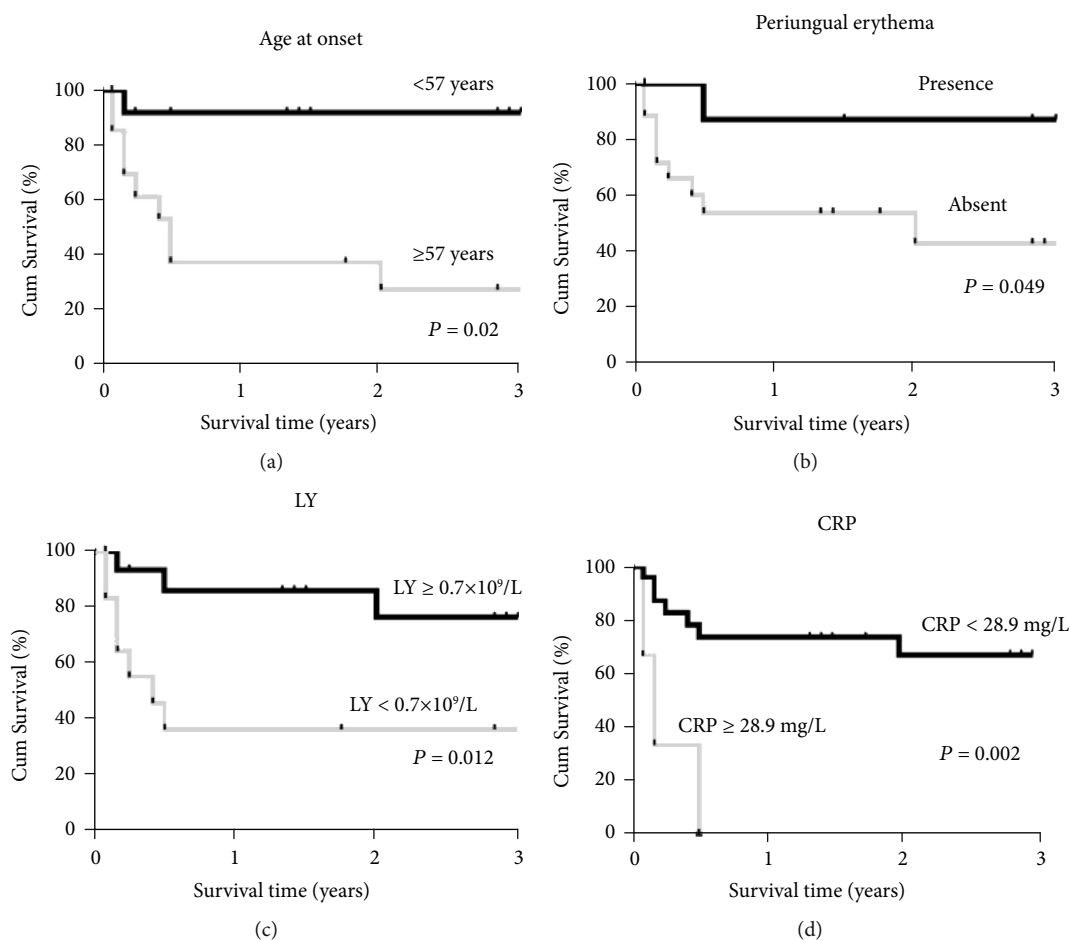 Age at onset
100
80
60
40
20
0
Cum Survival (%)
<57 years
≥57 years
P = 0.02
0 1 2 3
Survival time (years)
(a)
Periungual erythema
100
80
60
40
20
0
Cum Survival (%)
Presence
Absent
P = 0.049
0 1 2 3
Survival time (years)
(b)
LY
100
80
60
40
20
0
Cum Survival (%)
LY ≥ 0.7×10⁹/L
LY < 0.7×10⁹/L
P = 0.012
0 1 2 3
Survival time (years)
(c)
CRP
100
80
60
40
20
0
Cum Survival (%)
CRP < 28.9 mg/L
CRP ≥ 28.9 mg/L
P = 0.002
0 1 2 3
Survival time (years)
(d)